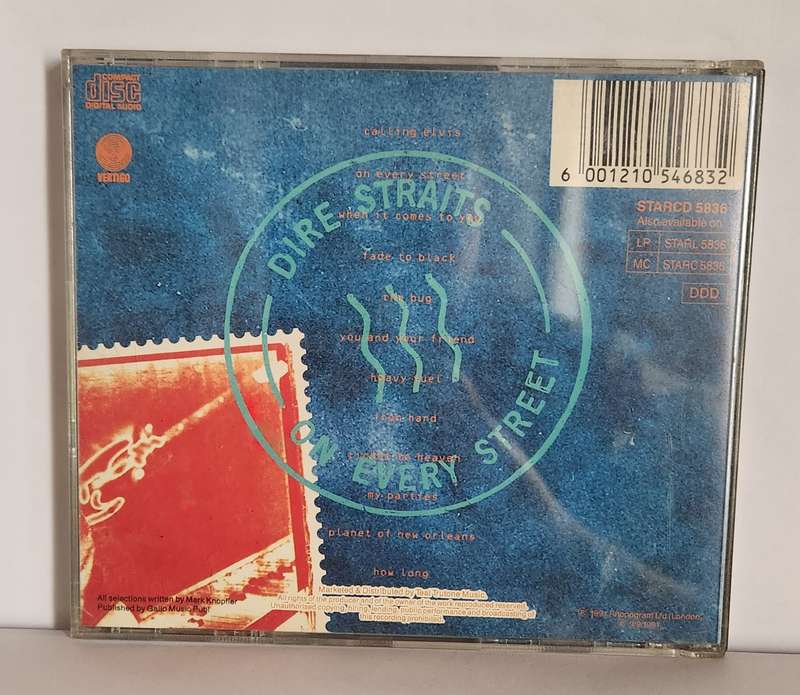 COMPACT
disc
DIGITAL AUDIO
VERTIGO
6 001210 546832
STARCD 5836
Also available on
LP STARL 5836
MC STARC 5836
DDD
calling elvis
on every street
when it comes to you
fade to black
the bug
you and your friend
heavy fuel
iron hand
ticket to heaven
my parties
planet of new orleans
how long
DIRE STRAITS
ON EVERY STREET
All selections written by Mark Knopfler
Published by Gallo Music Publ
Marketed & Distributed by Teal Trutone Music
All rights of the producer and of the owner of the work reproduced reserved.
Unauthorised copying, hiring, lending, public performance and broadcasting of
this recording prohibited.
℗ 1991 Phonogram Ltd (London)